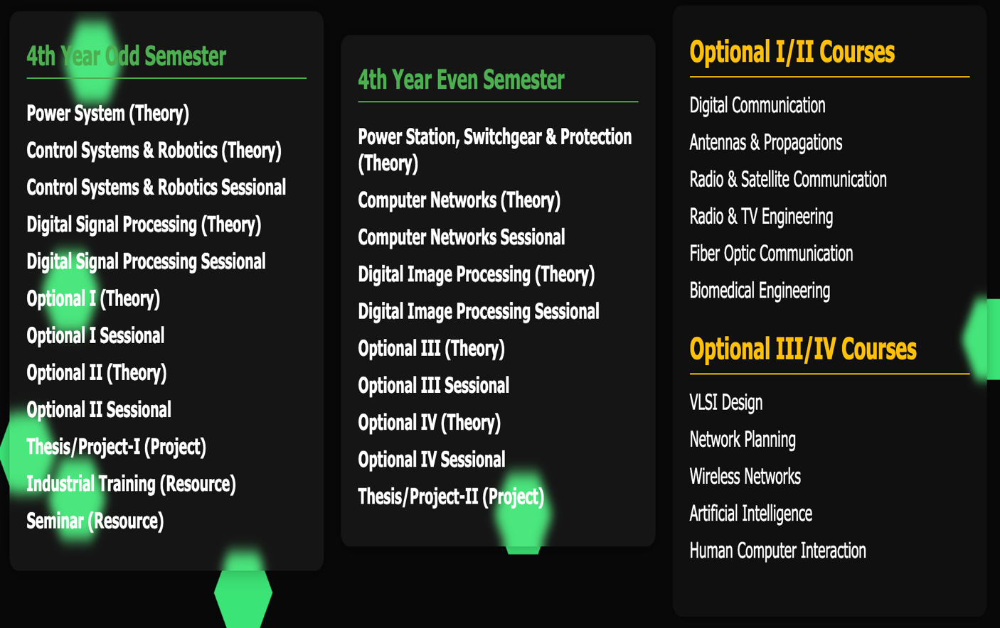 4th Year Odd Semester
Power System (Theory)
Control Systems & Robotics (Theory)
Control Systems & Robotics Sessional
Digital Signal Processing (Theory)
Digital Signal Processing Sessional
Optional I (Theory)
Optional I Sessional
Optional II (Theory)
Optional II Sessional
Thesis/Project-I (Project)
Industrial Training (Resource)
Seminar (Resource)
4th Year Even Semester
Power Station, Switchgear & Protection
(Theory)
Computer Networks (Theory)
Computer Networks Sessional
Digital Image Processing (Theory)
Digital Image Processing Sessional
Optional III (Theory)
Optional III Sessional
Optional IV (Theory)
Optional IV Sessional
Thesis/Project-II (Project)
Optional I/II Courses
Digital Communication
Antennas & Propagations
Radio & Satellite Communication
Radio & TV Engineering
Fiber Optic Communication
Biomedical Engineering
Optional III/IV Courses
VLSI Design
Network Planning
Wireless Networks
Artificial Intelligence
Human Computer Interaction